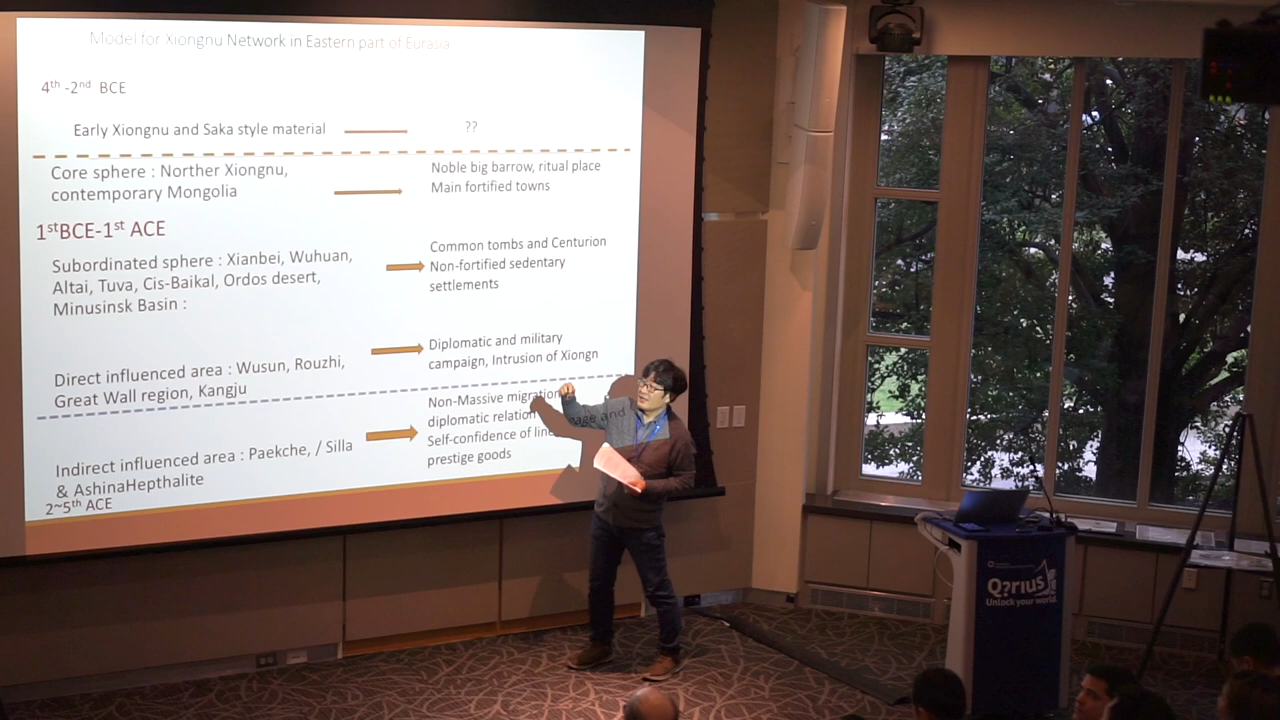 Model for Xiongnu Network in Eastern part of Eurasia
4th -2nd BCE
Early Xiongnu and Saka style material
??
Core sphere : Norther Xiongnu,
contemporary Mongolia
Noble big barrow, ritual place
Main fortified towns
1stBCE-1st ACE
Subordinated sphere : Xianbei, Wuhuan,
Altai, Tuva, Cis-Baikal, Ordos desert,
Minusinsk Basin :
Common tombs and Centurion
Non-fortified sedentary
settlements
Direct influenced area : Wusun, Rouzhi,
Great Wall region, Kangju
Diplomatic and military
campaign, Intrusion of Xiongn
Indirect influenced area : Paekche, / Silla
& AshinaHepthalite
2~5th ACE
Non-Massive migration
diplomatic relation and
Self-confidence of
prestige goods
Q?rius
Unlock your world.